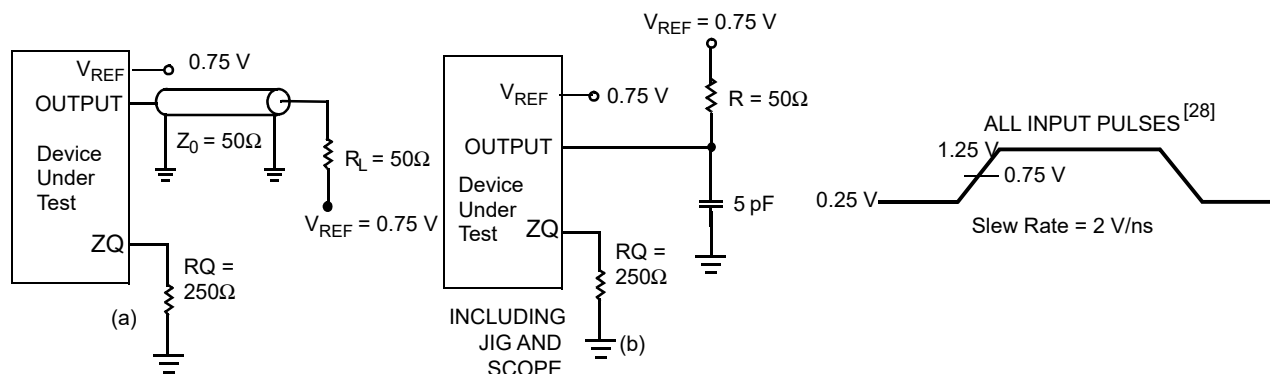 V_REF
0.75 V
OUTPUT
Z_0 = 50Ω
Device
Under
Test
R_L = 50Ω
V_REF = 0.75 V
ZQ
RQ =
250Ω
(a)
V_REF = 0.75 V
V_REF
0.75 V
R = 50Ω
OUTPUT
Device
Under
Test
5 pF
ZQ
RQ =
250Ω
INCLUDING
JIG AND
SCOPE
(b)
ALL INPUT PULSES[28]
1.25 V
0.75 V
0.25 V
Slew Rate = 2 V/ns